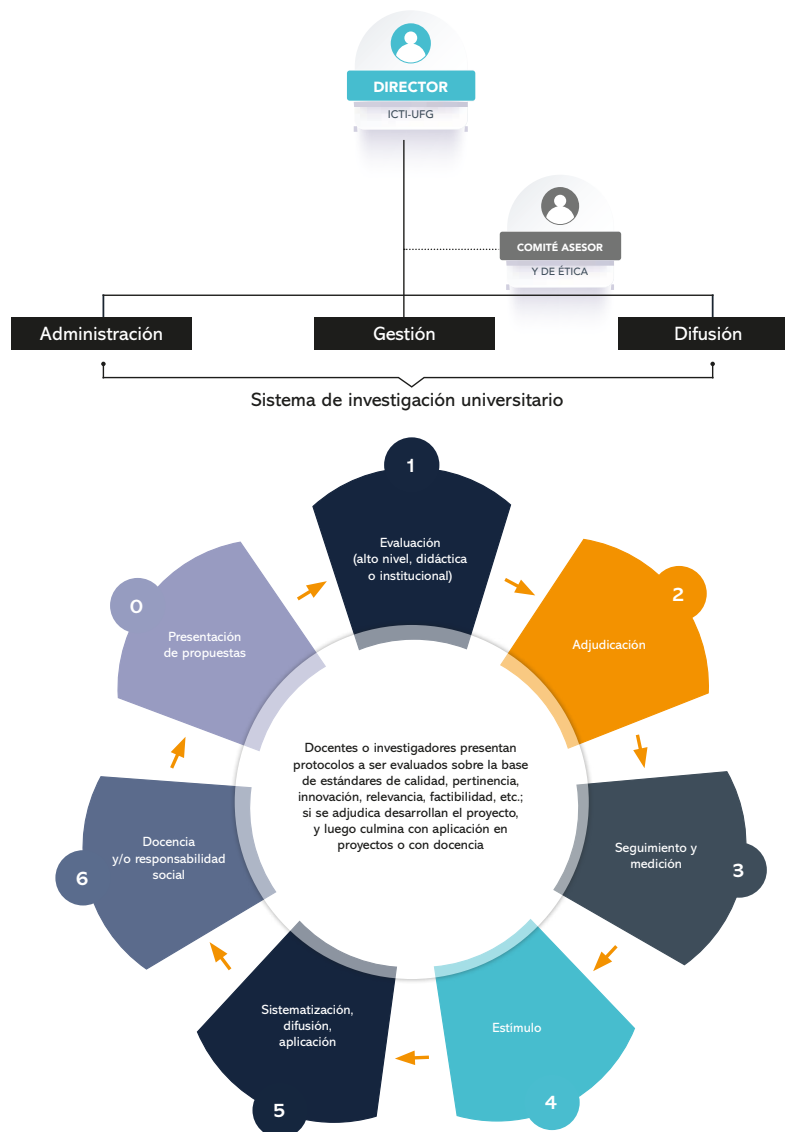 DIRECTOR
ICTI-UFG
COMITÉ ASESOR
Y DE ÉTICA
Administración
Gestión
Difusión
Sistema de investigación universitario
1
Evaluación
(alto nivel, didáctica
o institucional)
2
Adjudicación
0
Presentación
de propuestas
Docentes o investigadores presentan
protocolos a ser evaluados sobre la base
de estándares de calidad, pertinencia,
innovación, relevancia, factibilidad, etc.;
si se adjudica desarrollan el proyecto,
y luego culmina con aplicación en
proyectos o con docencia
Seguimiento y
medición
3
Docencia
y/o responsabilidad
social
6
Estímulo
4
Sistematización,
difusión,
aplicación
5